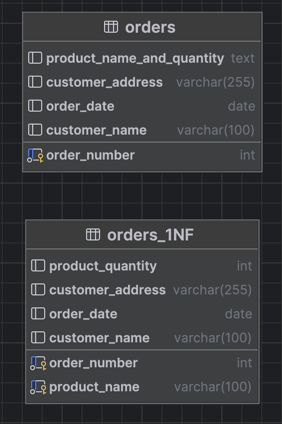 orders
product_name_and_quantity text
customer_address varchar(255)
order_date date
customer_name varchar(100)
order_number int
orders_1NF
product_quantity int
customer_address varchar(255)
order_date date
customer_name varchar(100)
order_number int
product_name varchar(100)